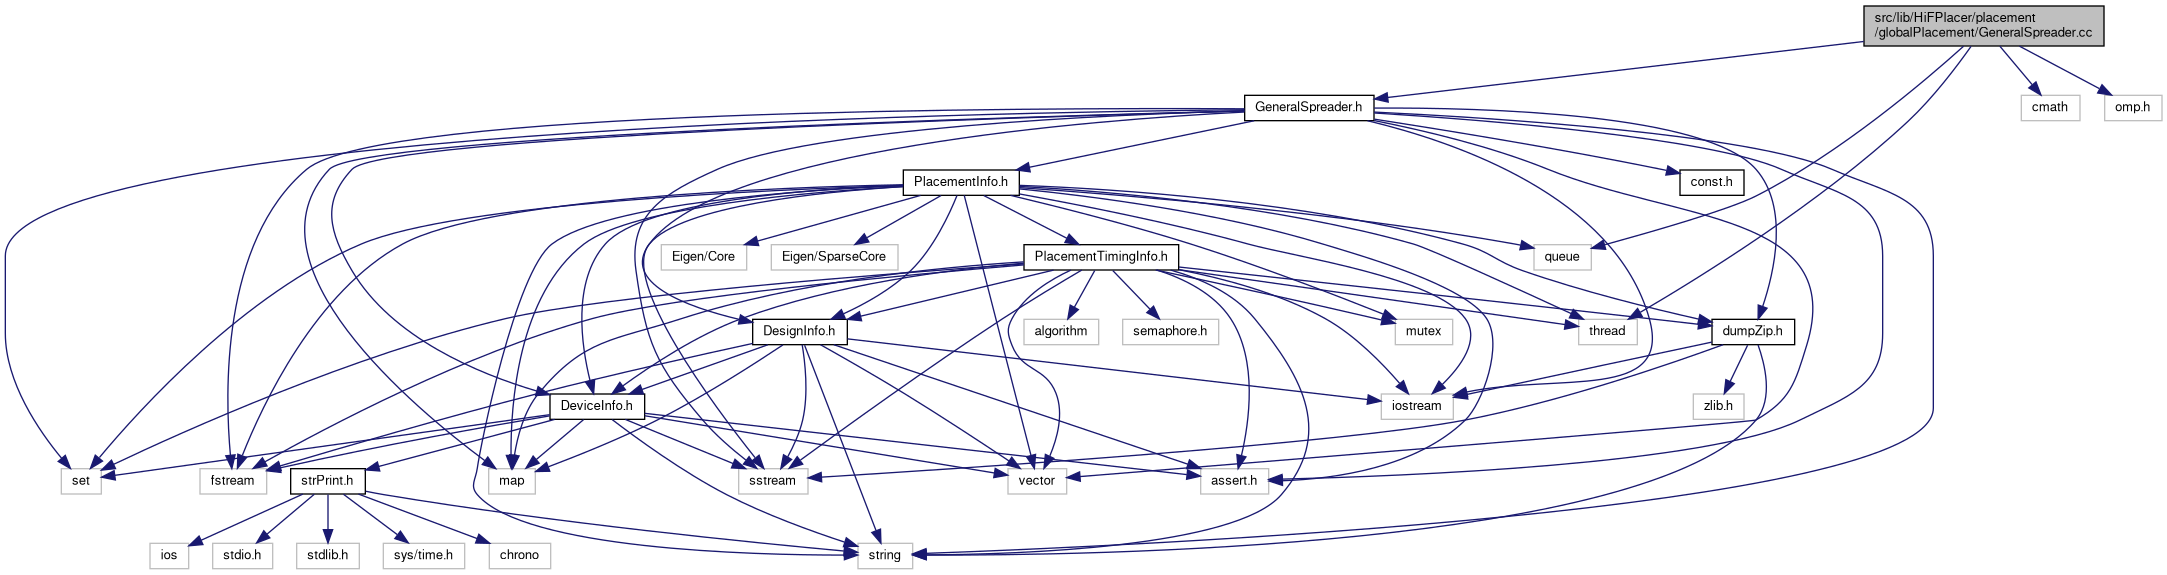 src/lib/HiFPlacer/placement
/globalPlacement/GeneralSpreader.cc
GeneralSpreader.h
cmath
omp.h
PlacementInfo.h
const.h
Eigen/Core
Eigen/SparseCore
PlacementTimingInfo.h
queue
DesignInfo.h
algorithm
semaphore.h
mutex
thread
dumpZip.h
DeviceInfo.h
iostream
zlib.h
set
fstream
strPrint.h
map
sstream
vector
assert.h
ios
stdio.h
stdlib.h
sys/time.h
chrono
string